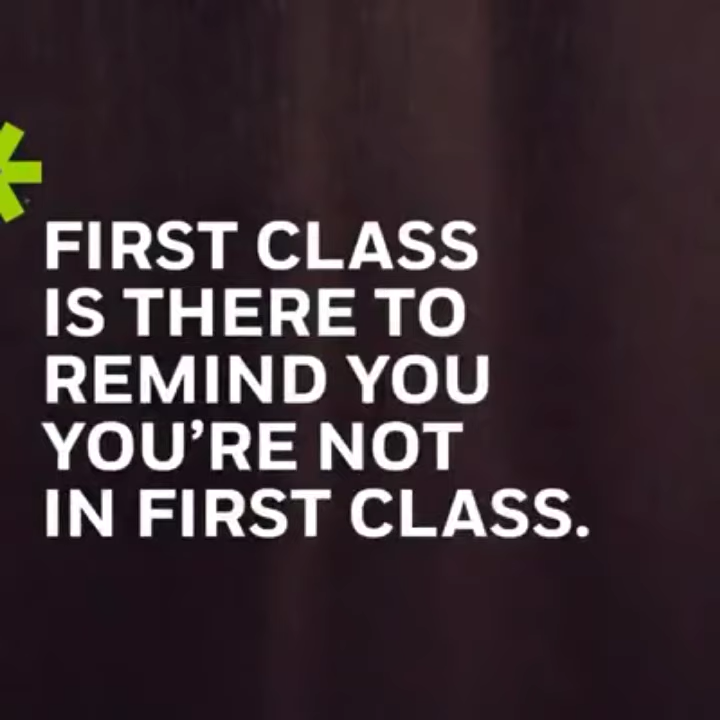 FIRST CLASS
IS THERE TO
REMIND YOU
YOU’RE NOT
IN FIRST CLASS.